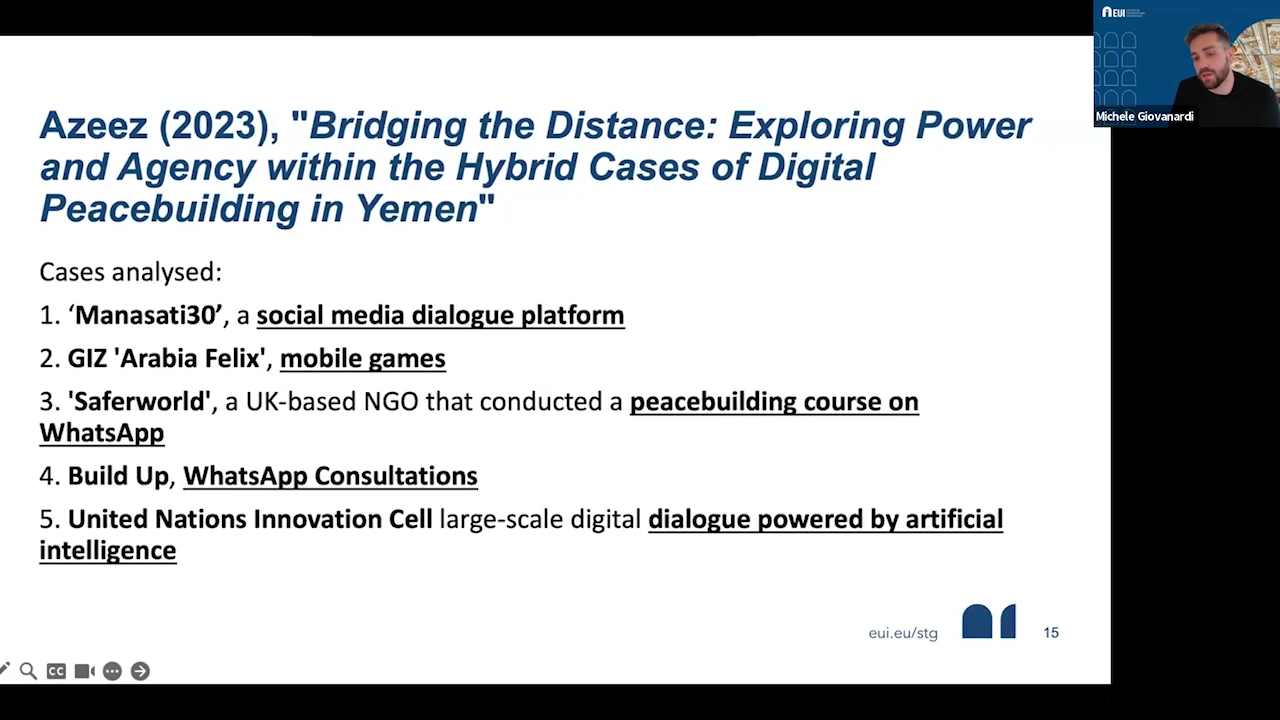 EUI
Michele Giovanardi
Azeez (2023), "Bridging the Distance: Exploring Power
and Agency within the Hybrid Cases of Digital
Peacebuilding in Yemen"
Cases analysed:
1. ‘Manasati30’, a social media dialogue platform
2. GIZ 'Arabia Felix', mobile games
3. 'Saferworld', a UK-based NGO that conducted a peacebuilding course on
WhatsApp
4. Build Up, WhatsApp Consultations
5. United Nations Innovation Cell large-scale digital dialogue powered by artificial
intelligence
eui.eu/stg
15
CC